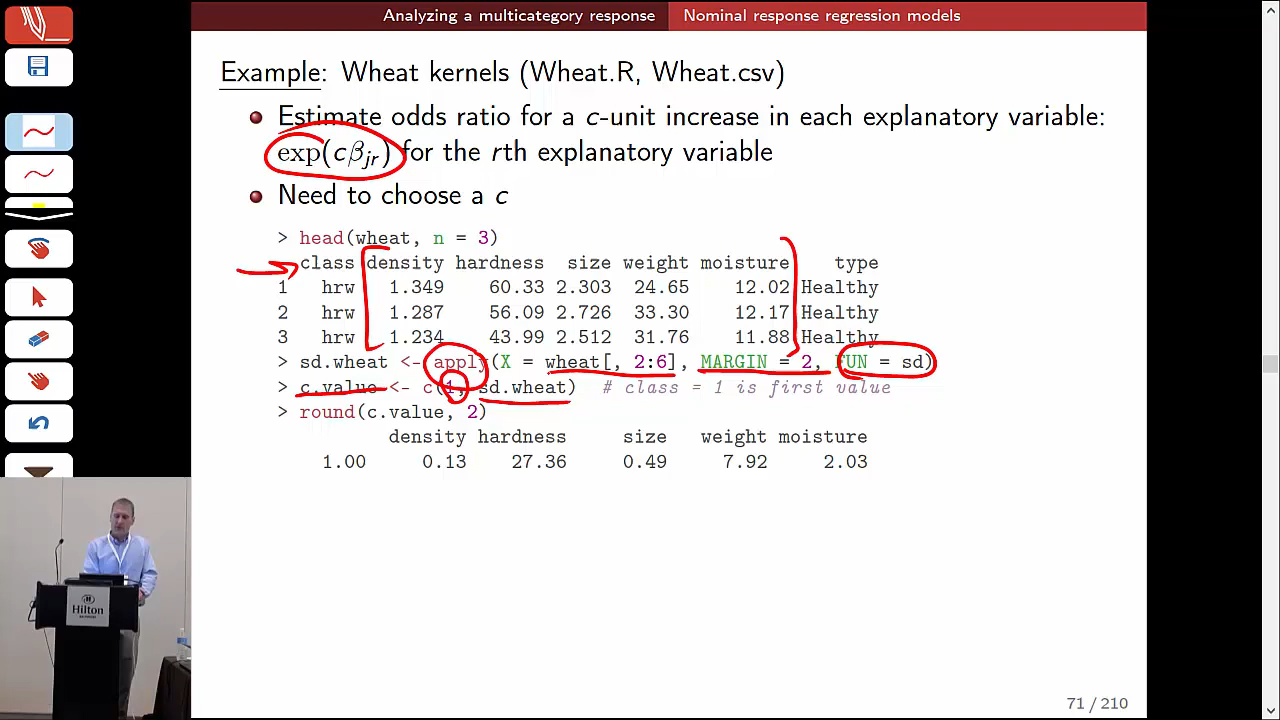 Analyzing a multicategory response Nominal response regression models
Example: Wheat kernels (Wheat.R, Wheat.csv)
Estimate odds ratio for a c-unit increase in each explanatory variable:
exp(cβjr) for the rth explanatory variable
Need to choose a c
> head(wheat, n = 3)
class density hardness size weight moisture type
1 hrw 1.349 60.33 2.303 24.65 12.02 Healthy
2 hrw 1.287 56.09 2.726 33.30 12.17 Healthy
3 hrw 1.234 43.99 2.512 31.76 11.88 Healthy
> sd.wheat <- apply(X = wheat[, 2:6], MARGIN = 2, FUN = sd)
> c.value <- c(1, sd.wheat) # class = 1 is first value
> round(c.value, 2)
density hardness size weight moisture
1.00 0.13 27.36 0.49 7.92 2.03
Hilton
71 / 210